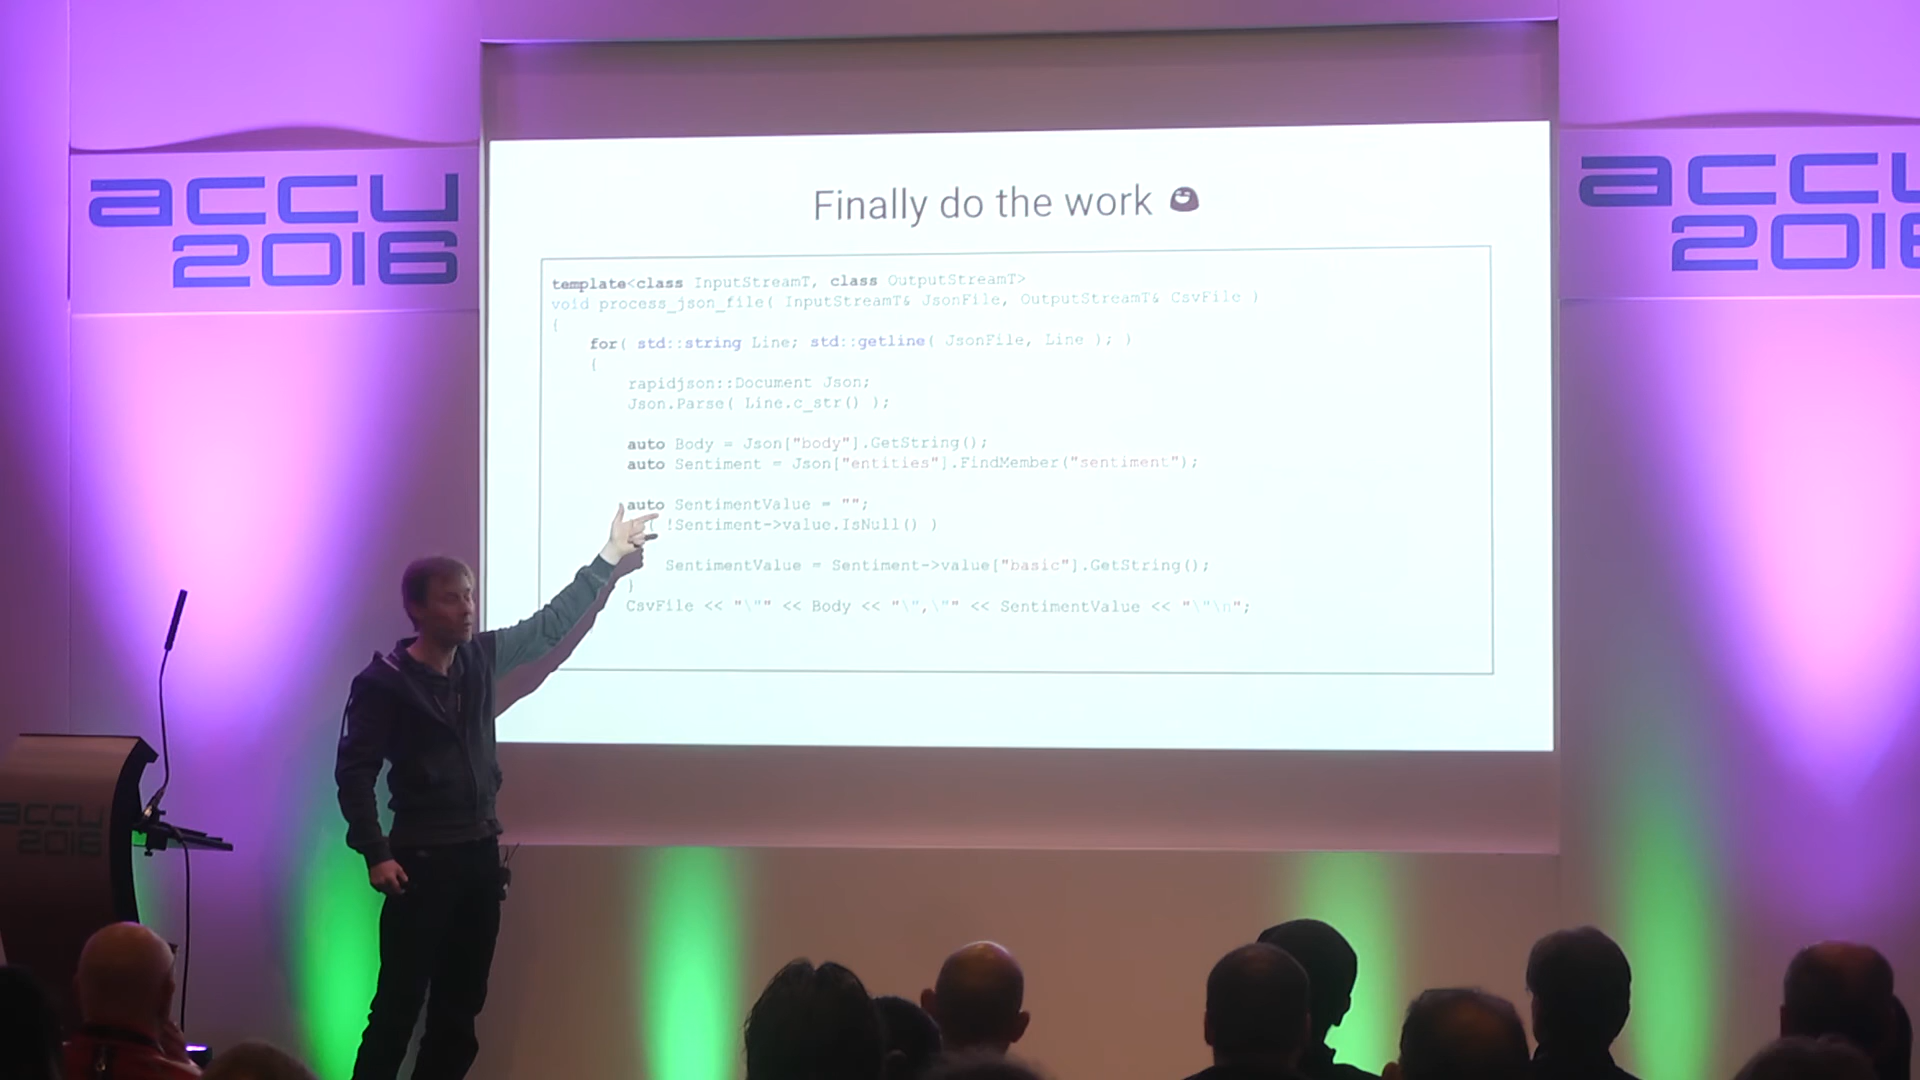 accu
2016
accu
2016
Finally do the work
template<class InputStreamT, class OutputStreamT>
void process_json_file( InputStreamT& JsonFile, OutputStreamT& CsvFile )
{
for( std::string Line; std::getline( JsonFile, Line ); )
{
rapidjson::Document Json;
Json.Parse( Line.c_str() );
auto Body = Json["body"].GetString();
auto Sentiment = Json["entities"].FindMember("sentiment");
auto SentimentValue = "";
( !Sentiment->value.IsNull() )
SentimentValue = Sentiment->value["basic"].GetString();
}
CsvFile << "\"" << Body << "\",\"" << SentimentValue << "\"\n";
accu
2016